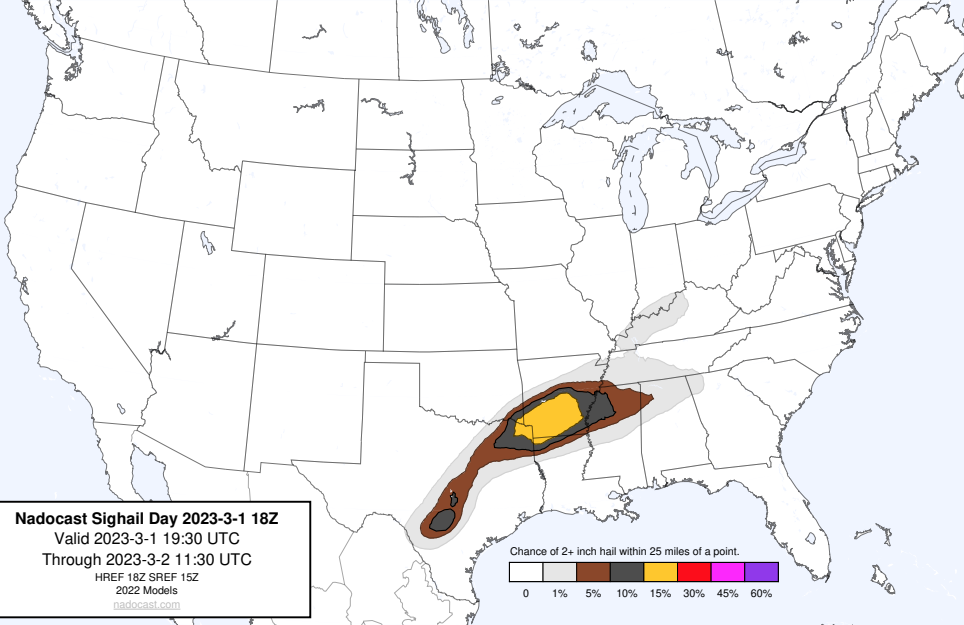 Nadocast Sighail Day 2023-3-1 18Z
Valid 2023-3-1 19:30 UTC
Through 2023-3-2 11:30 UTC
HREF 18Z SREF 15Z
2022 Models
nadocast.com
Chance of 2+ inch hail within 25 miles of a point.
0 1% 5% 10% 15% 30% 45% 60%